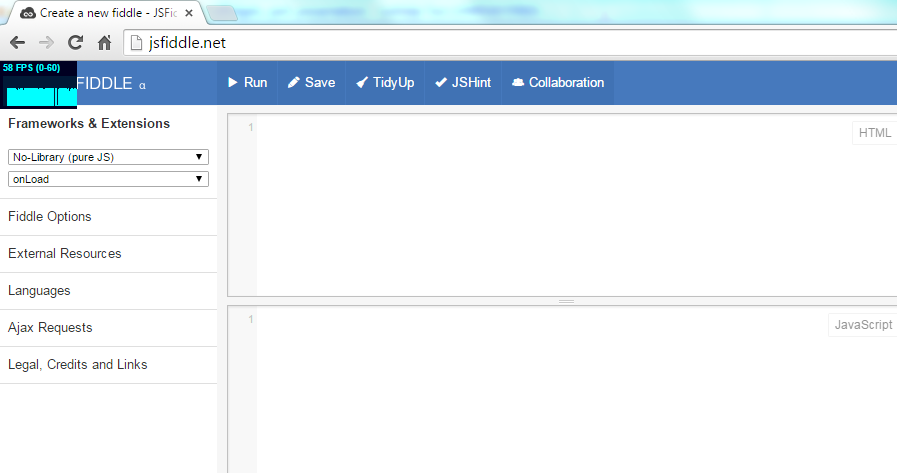 Create a new fiddle - JSFic
jsfiddle.net
58 FPS (0-60)
FIDDLE α
Run
Save
TidyUp
JSHint
Collaboration
Frameworks & Extensions
No-Library (pure JS)
onLoad
Fiddle Options
External Resources
Languages
Ajax Requests
Legal, Credits and Links
1
HTML
1
JavaScript